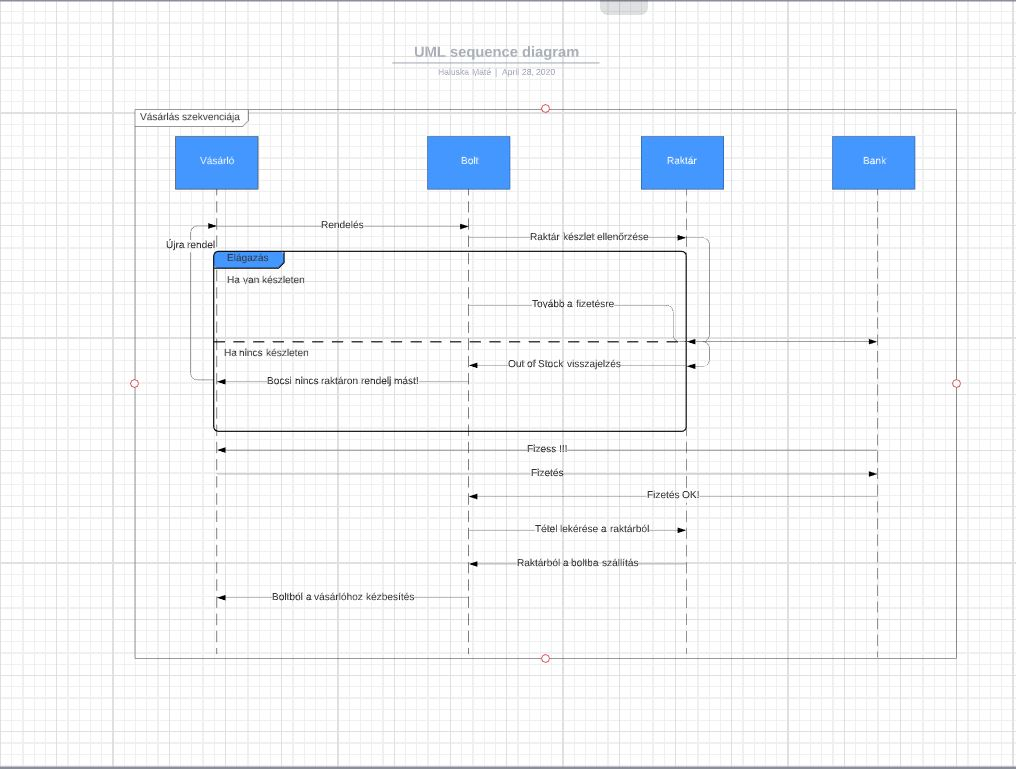 UML sequence diagram
Haluska Máté | April 28, 2020
Vásárlás szekvenciája
Vásárló
Bolt
Raktár
Bank
Rendelés
Raktár készlet ellenőrzése
Újra rendel
Elágazás
Ha van készleten
Tovább a fizetésre
Ha nincs készleten
Out of Stock visszajelzés
Bocsi nincs raktáron rendelj mást!
Fizess !!!
Fizetés
Fizetés OK!
Tétel lekérése a raktárból
Raktárból a boltba szállítás
Boltból a vásárlóhoz kézbesítés